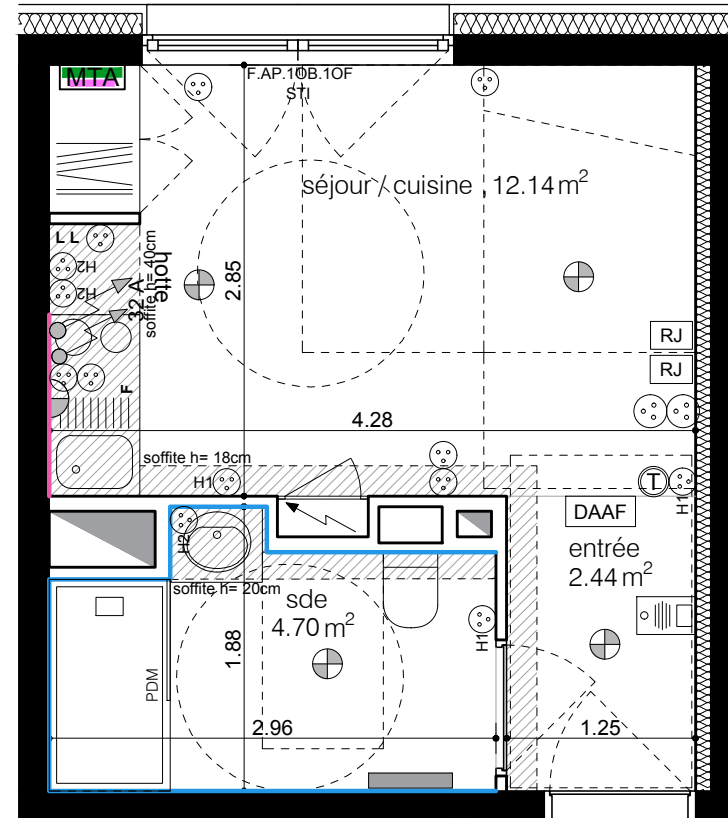 F.AP.1OB.1OF
STI
MTA
séjour / cuisine , 12.14 m²
L L
H2
H2
hotte
32 A
soffite h= 40cm
2.85
RJ
RJ
F
4.28
soffite h= 18cm
H1
T
H1
DAAF
entrée
2.44 m²
H2
soffite h= 20cm
sde
4.70 m²
H1
1.88
PDM
2.96
1.25